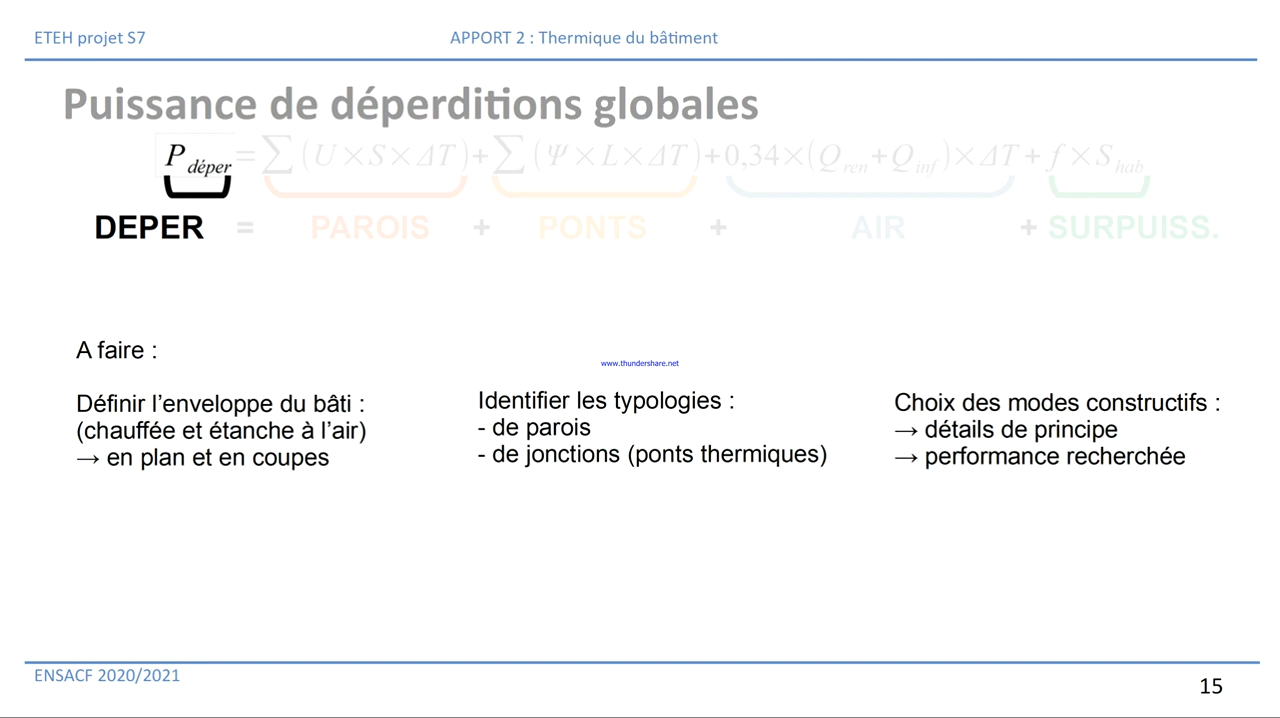 ETEH projet S7 APPORT 2 : Thermique du bâtiment
Puissance de déperditions globales
P déper = ∑ ( U × S × ΔT ) + ∑ ( Ψ × L × ΔT ) + 0,34 × ( Q ren + Q inf ) × ΔT + f × S hab
DEPER = PAROIS + PONTS + AIR + SURPUISS.
A faire :
www.thundershare.net
Définir l’enveloppe du bâti :
(chauffée et étanche à l’air)
→ en plan et en coupes
Identifier les typologies :
- de parois
- de jonctions (ponts thermiques)
Choix des modes constructifs :
→ détails de principe
→ performance recherchée
ENSACF 2020/2021
15